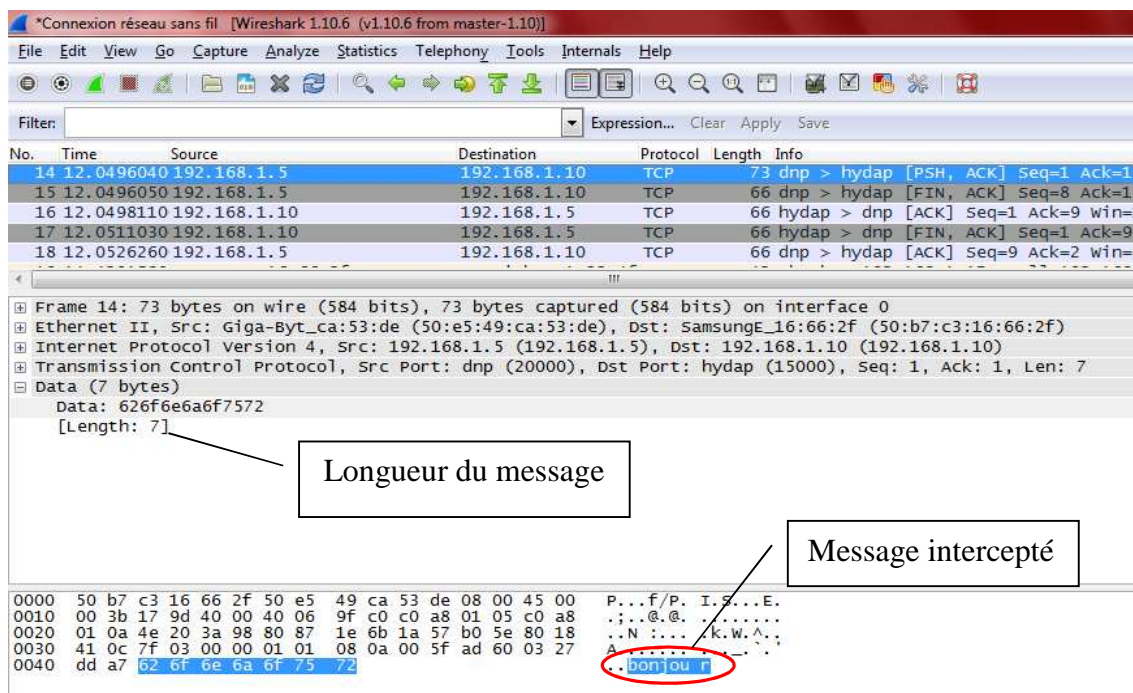 *Connexion réseau sans fil [Wireshark 1.10.6 (v1.10.6 from master-1.10)]
File Edit View Go Capture Analyze Statistics Telephony Tools Internals Help
Filter: Expression... Clear Apply Save
No. Time Source Destination Protocol Length Info
14 12.0496040 192.168.1.5 192.168.1.10 TCP 73 dnp > hydap [PSH, ACK] Seq=1 Ack=1
15 12.0496050 192.168.1.5 192.168.1.10 TCP 66 dnp > hydap [FIN, ACK] Seq=8 Ack=1
16 12.0498110 192.168.1.10 192.168.1.5 TCP 66 hydap > dnp [ACK] Seq=1 Ack=9 Win=
17 12.0511030 192.168.1.10 192.168.1.5 TCP 66 hydap > dnp [FIN, ACK] Seq=1 Ack=9
18 12.0526260 192.168.1.5 192.168.1.10 TCP 66 dnp > hydap [ACK] Seq=9 Ack=2 Win=
Frame 14: 73 bytes on wire (584 bits), 73 bytes captured (584 bits) on interface 0
Ethernet II, Src: Giga-Byt_ca:53:de (50:e5:49:ca:53:de), Dst: SamsungE_16:66:2f (50:b7:c3:16:66:2f)
Internet Protocol Version 4, Src: 192.168.1.5 (192.168.1.5), Dst: 192.168.1.10 (192.168.1.10)
Transmission Control Protocol, Src Port: dnp (20000), Dst Port: hydap (15000), Seq: 1, Ack: 1, Len: 7
Data (7 bytes)
Data: 626f6e6a6f7572
[Length: 7]
Longueur du message
Message intercepté
0000 50 b7 c3 16 66 2f 50 e5 49 ca 53 de 08 00 45 00 P...f/P. I.S...E.
0010 00 3b 17 9d 40 00 40 06 9f c0 c0 a8 01 05 c0 a8 .;..@.@. ........
0020 01 0a 4e 20 3a 98 80 87 1e 6b 1a 57 b0 5e 80 18 ..N :... .k.W.^..
0030 41 0c 7f 03 00 00 01 01 08 0a 00 5f ad 60 03 27 A....... ..._.`.'
0040 dd a7 62 6f 6e 6a 6f 75 72 ..bonjou r